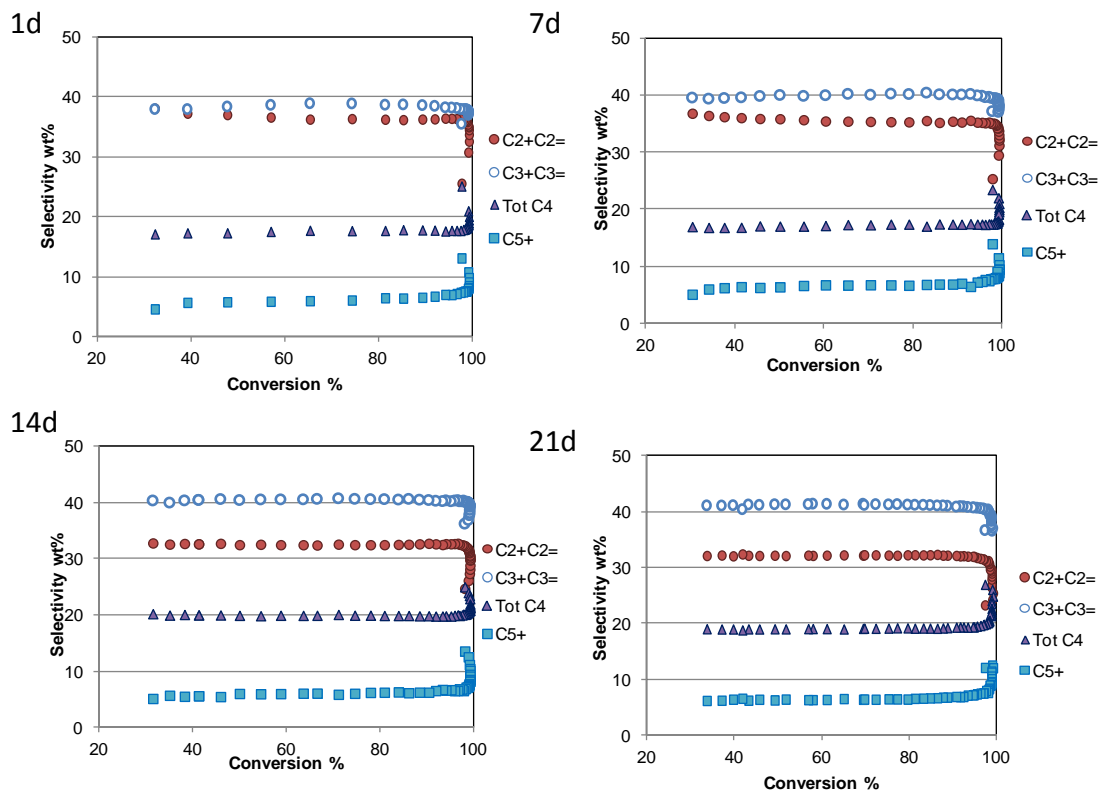 1d
50
40
30
20
10
0
Selectivity wt%
20 40 60 80 100
Conversion %
C2+C2=
C3+C3=
Tot C4
C5+
7d
50
40
30
20
10
0
Selectivity wt%
20 40 60 80 100
Conversion %
C2+C2=
C3+C3=
Tot C4
C5+
14d
50
40
30
20
10
0
Selectivity wt%
20 40 60 80 100
Conversion %
C2+C2=
C3+C3=
Tot C4
C5+
21d
50
40
30
20
10
0
Selectivity wt%
20 40 60 80 100
Conversion %
C2+C2=
C3+C3=
Tot C4
C5+